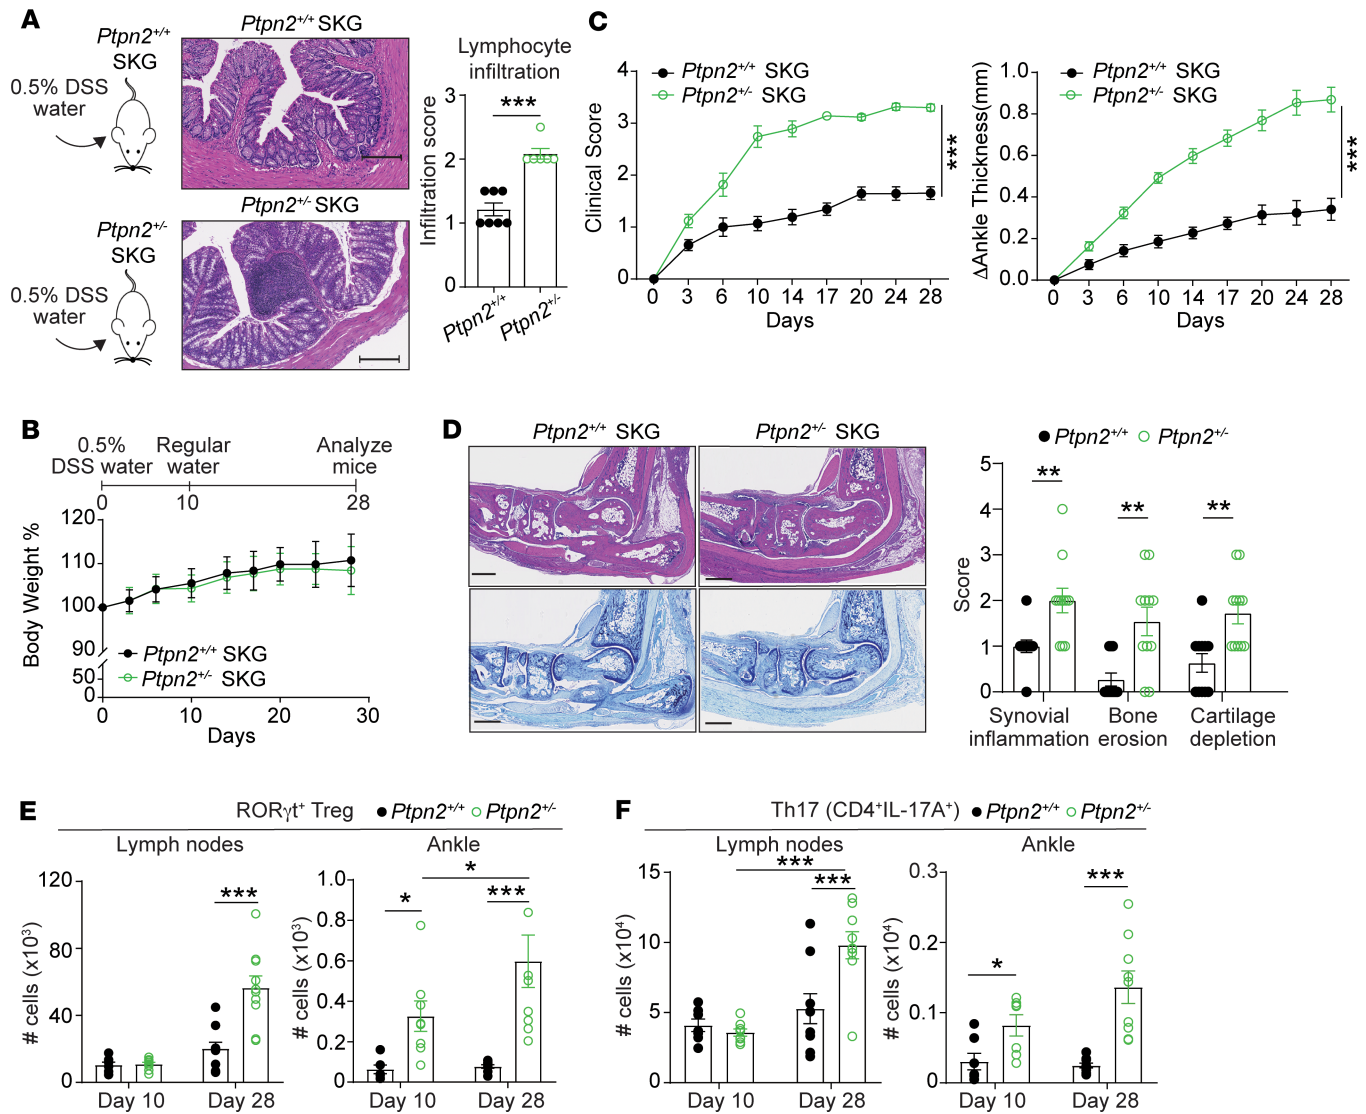 A
Ptpn2+/+
SKG
0.5% DSS
water
Ptpn2+/+ SKG
Ptpn2+/-
SKG
0.5% DSS
water
Ptpn2+/- SKG
Lymphocyte
infiltration
Infiltration score
3
2
1
0
***
Ptpn2+/+
Ptpn2+/-
C
Clinical Score
4
3
2
1
0
Ptpn2+/+ SKG
Ptpn2+/- SKG
***
0 3 6 10 14 17 20 24 28
Days
ΔAnkle Thickness(mm)
1.0
0.8
0.6
0.4
0.2
0.0
Ptpn2+/+ SKG
Ptpn2+/- SKG
***
0 3 6 10 14 17 20 24 28
Days
B
0.5%
DSS water
Regular
water
Analyze
mice
0 10 28
Body Weight %
120
110
100
90
50
0
Ptpn2+/+ SKG
Ptpn2+/- SKG
0 10 20 30
Days
D
Ptpn2+/+ SKG
Ptpn2+/- SKG
Ptpn2+/+ Ptpn2+/-
Score
5
4
3
2
1
0
** ** **
Synovial
inflammation
Bone
erosion
Cartilage
depletion
E
RORγt+ Treg Ptpn2+/+ Ptpn2+/-
Lymph nodes
# cells (x10³)
120
80
40
0
***
Day 10 Day 28
Ankle
# cells (x10³)
1.0
0.8
0.6
0.4
0.2
0
*
* ***
Day 10 Day 28
F
Th17 (CD4+IL-17A+) Ptpn2+/+ Ptpn2+/-
Lymph nodes
# cells (x10⁴)
15
10
5
0
***
***
Day 10 Day 28
Ankle
# cells (x10⁴)
0.3
0.2
0.1
0
* ***
Day 10 Day 28